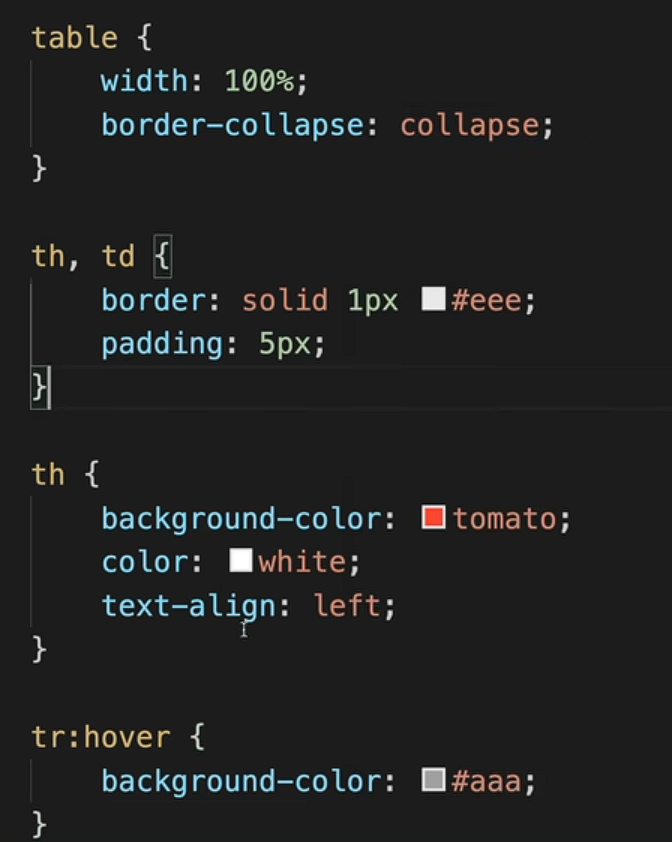 table {
    width: 100%;
    border-collapse: collapse;
}
th, td {
    border: solid 1px #eee;
    padding: 5px;
}
th {
    background-color: tomato;
    color: white;
    text-align: left;
}
tr:hover {
    background-color: #aaa;
}